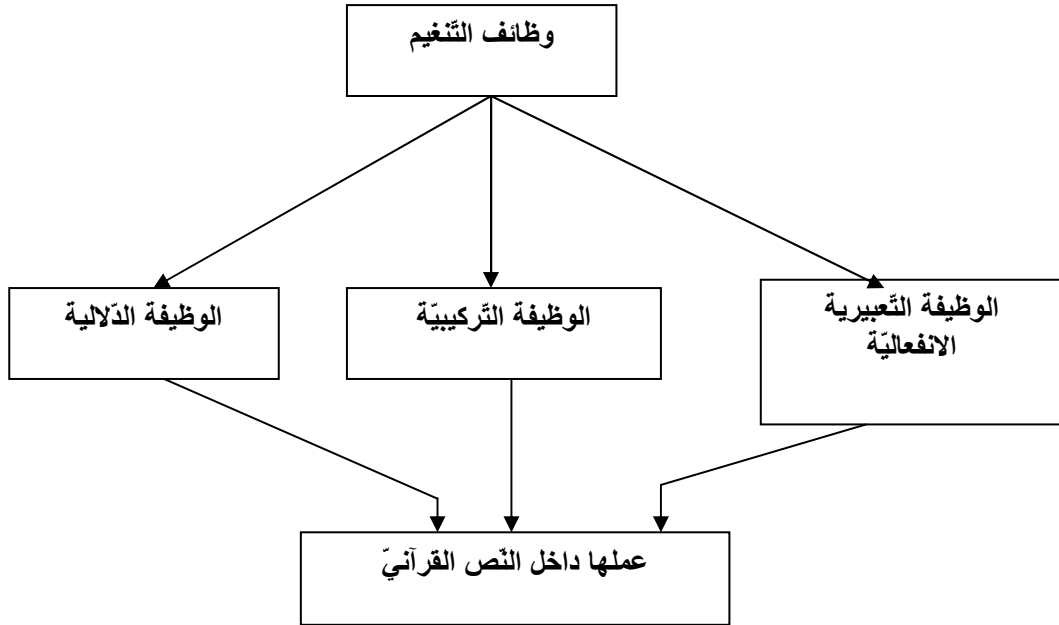 وظائف التّنغيم
الوظيفة التّعبيرية
الانفعاليّة
الوظيفة التّركيبيّة
الوظيفة الدّلالية
عملها داخل النّص القرآنيّ